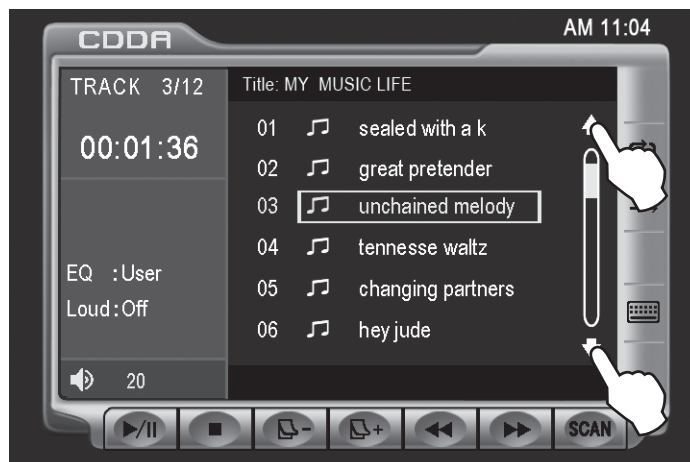 AM 11:04
CDDA
TRACK 3/12
00:01:36
EQ :User
Loud:Off
20
Title: MY MUSIC LIFE
01 sealed with a k
02 great pretender
03 unchained melody
04 tennesse waltz
05 changing partners
06 hey jude
- + SCAN